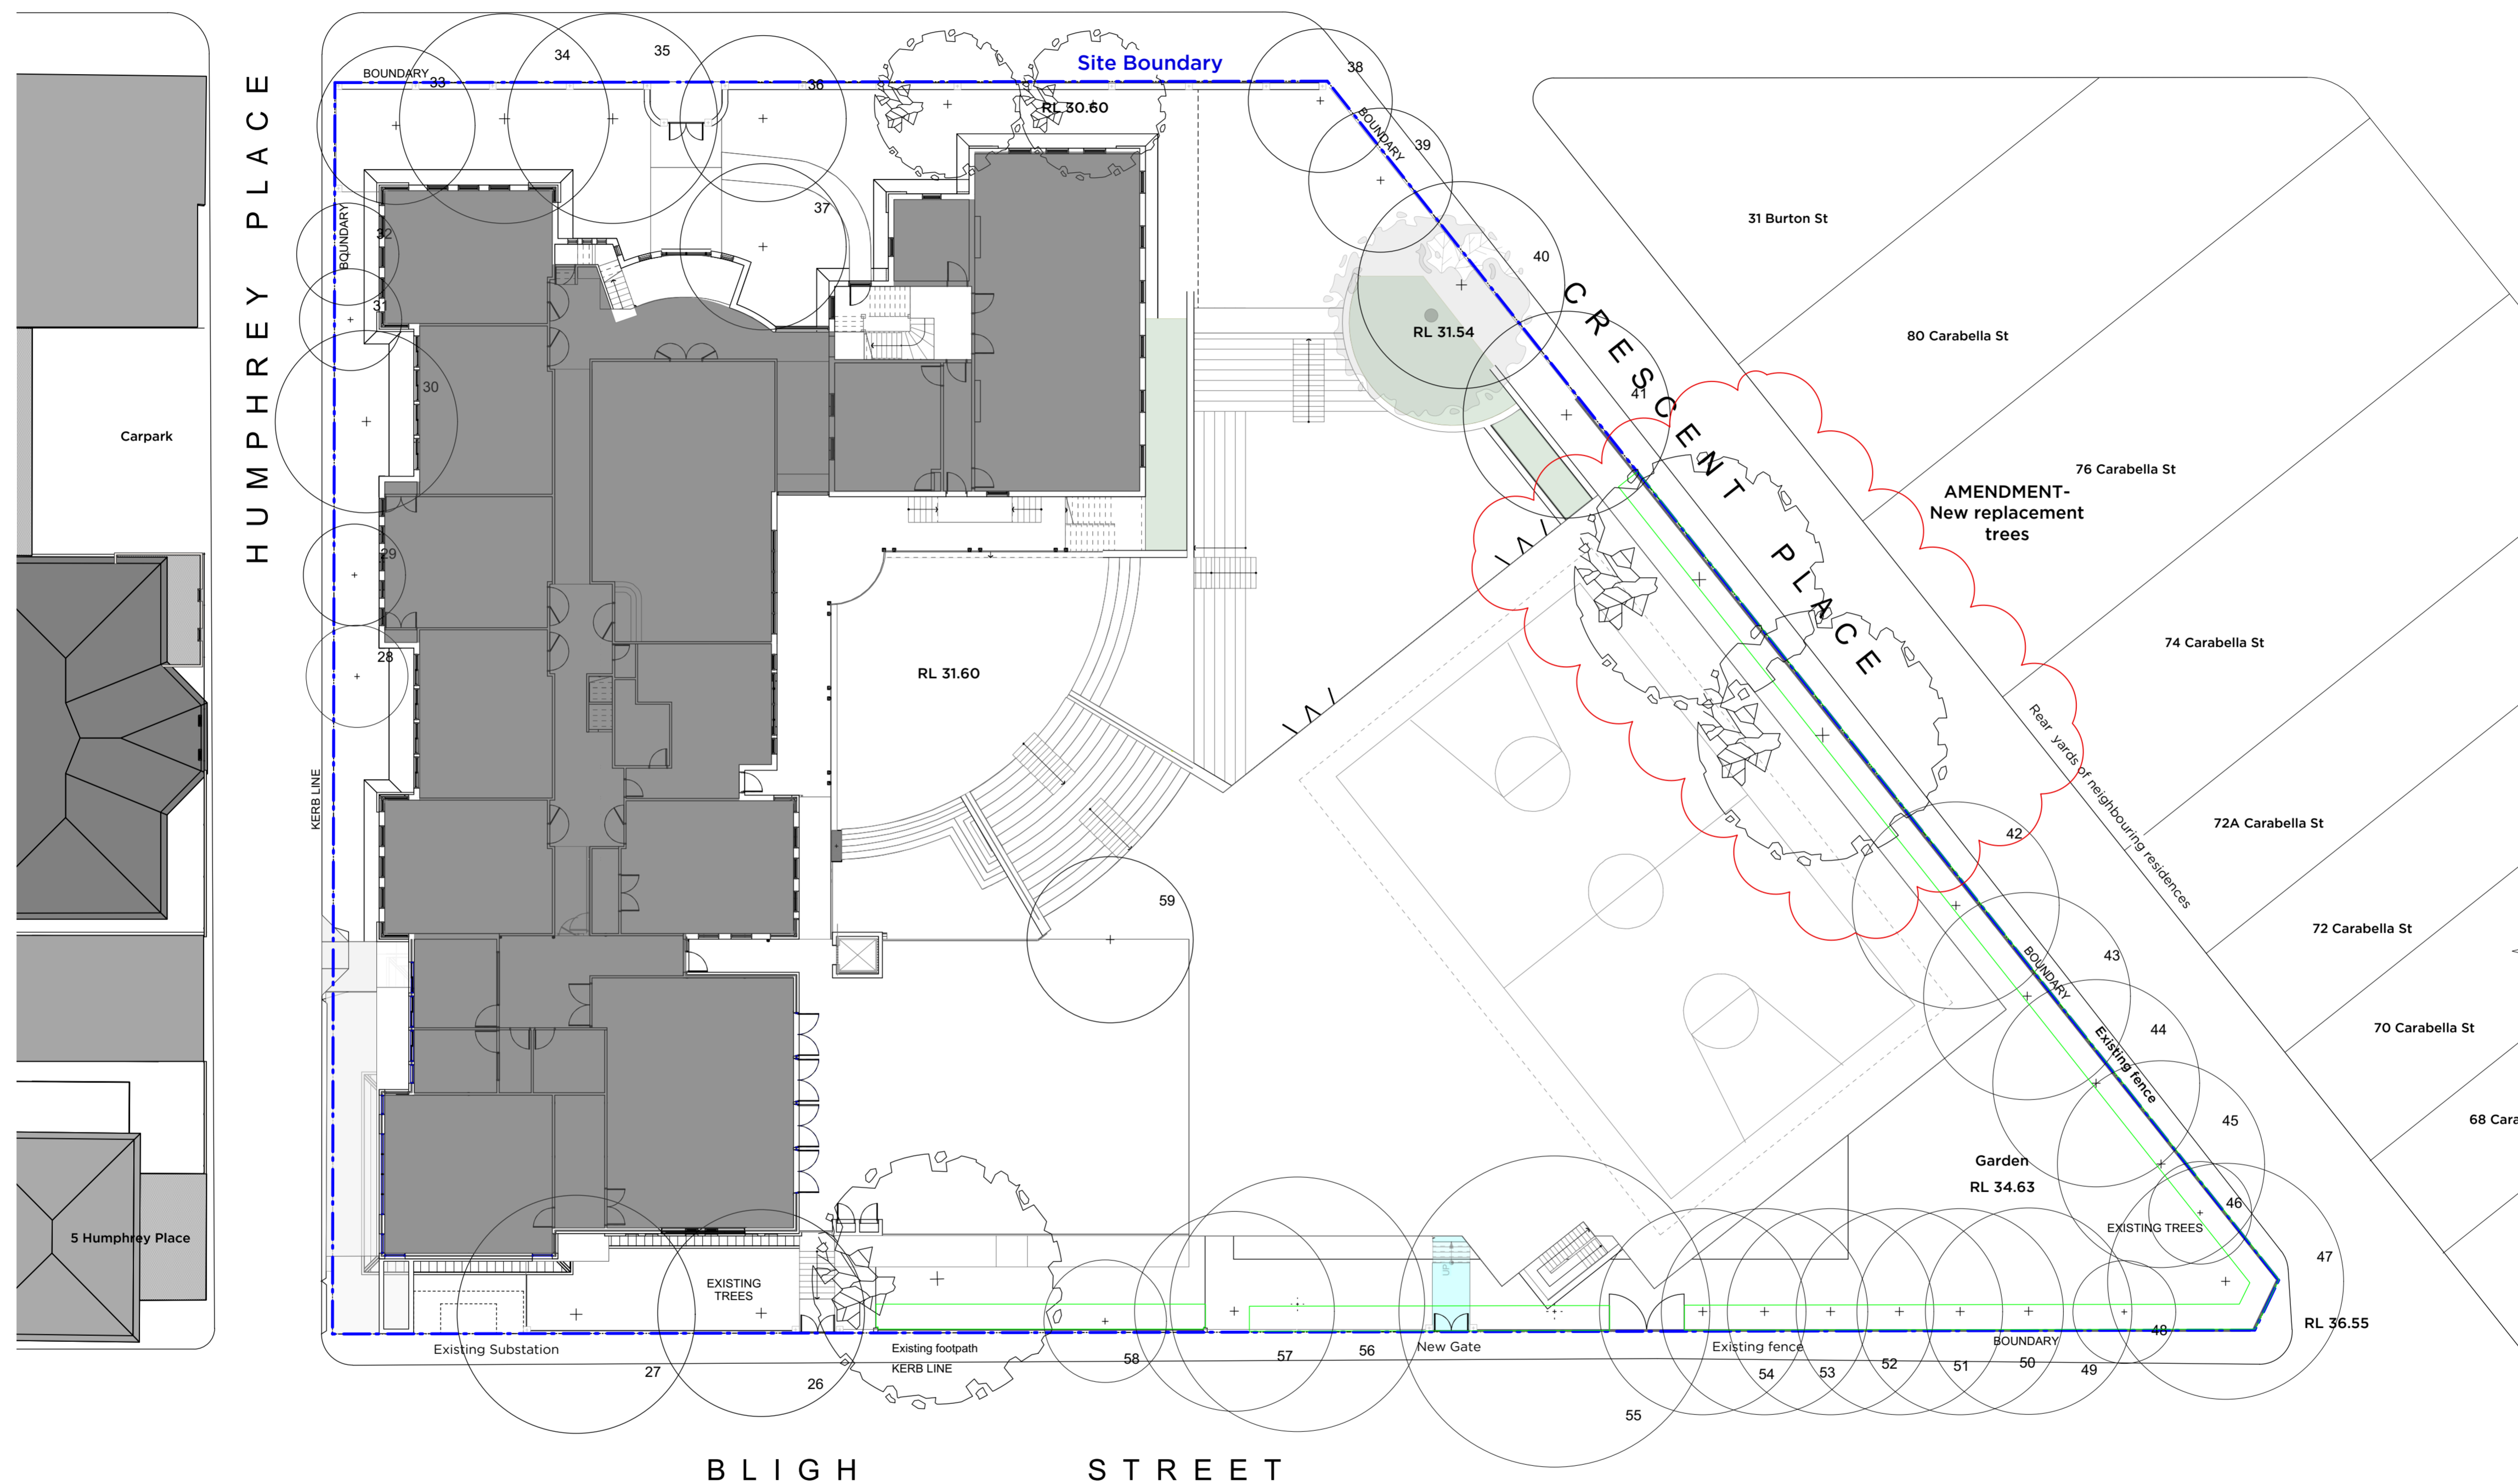 34
35
Site Boundary
38
BOUNDARY
33
36
RL 30.60
BOUNDARY
39
HUMPHREY PLACE
37
31 Burton St
32
BOUNDARY
40
31
CRESCENT PLACE
RL 31.54
80 Carabella St
30
41
Carpark
76 Carabella St
AMENDMENT-
New replacement
trees
29
28
RL 31.60
74 Carabella St
Rear yards of neighbouring residences
KERB LINE
72A Carabella St
42
59
72 Carabella St
43
BOUNDARY
44
70 Carabella St
Existing fence
45
68 Cara
Garden
RL 34.63
46
EXISTING TREES
5 Humphrey Place
47
UP
EXISTING
TREES
RL 36.55
48
Existing Substation
Existing footpath
KERB LINE
58
57
56
New Gate
Existing fence
BOUNDARY
27
26
54
53
52
51
50
49
55
BLIGH STREET